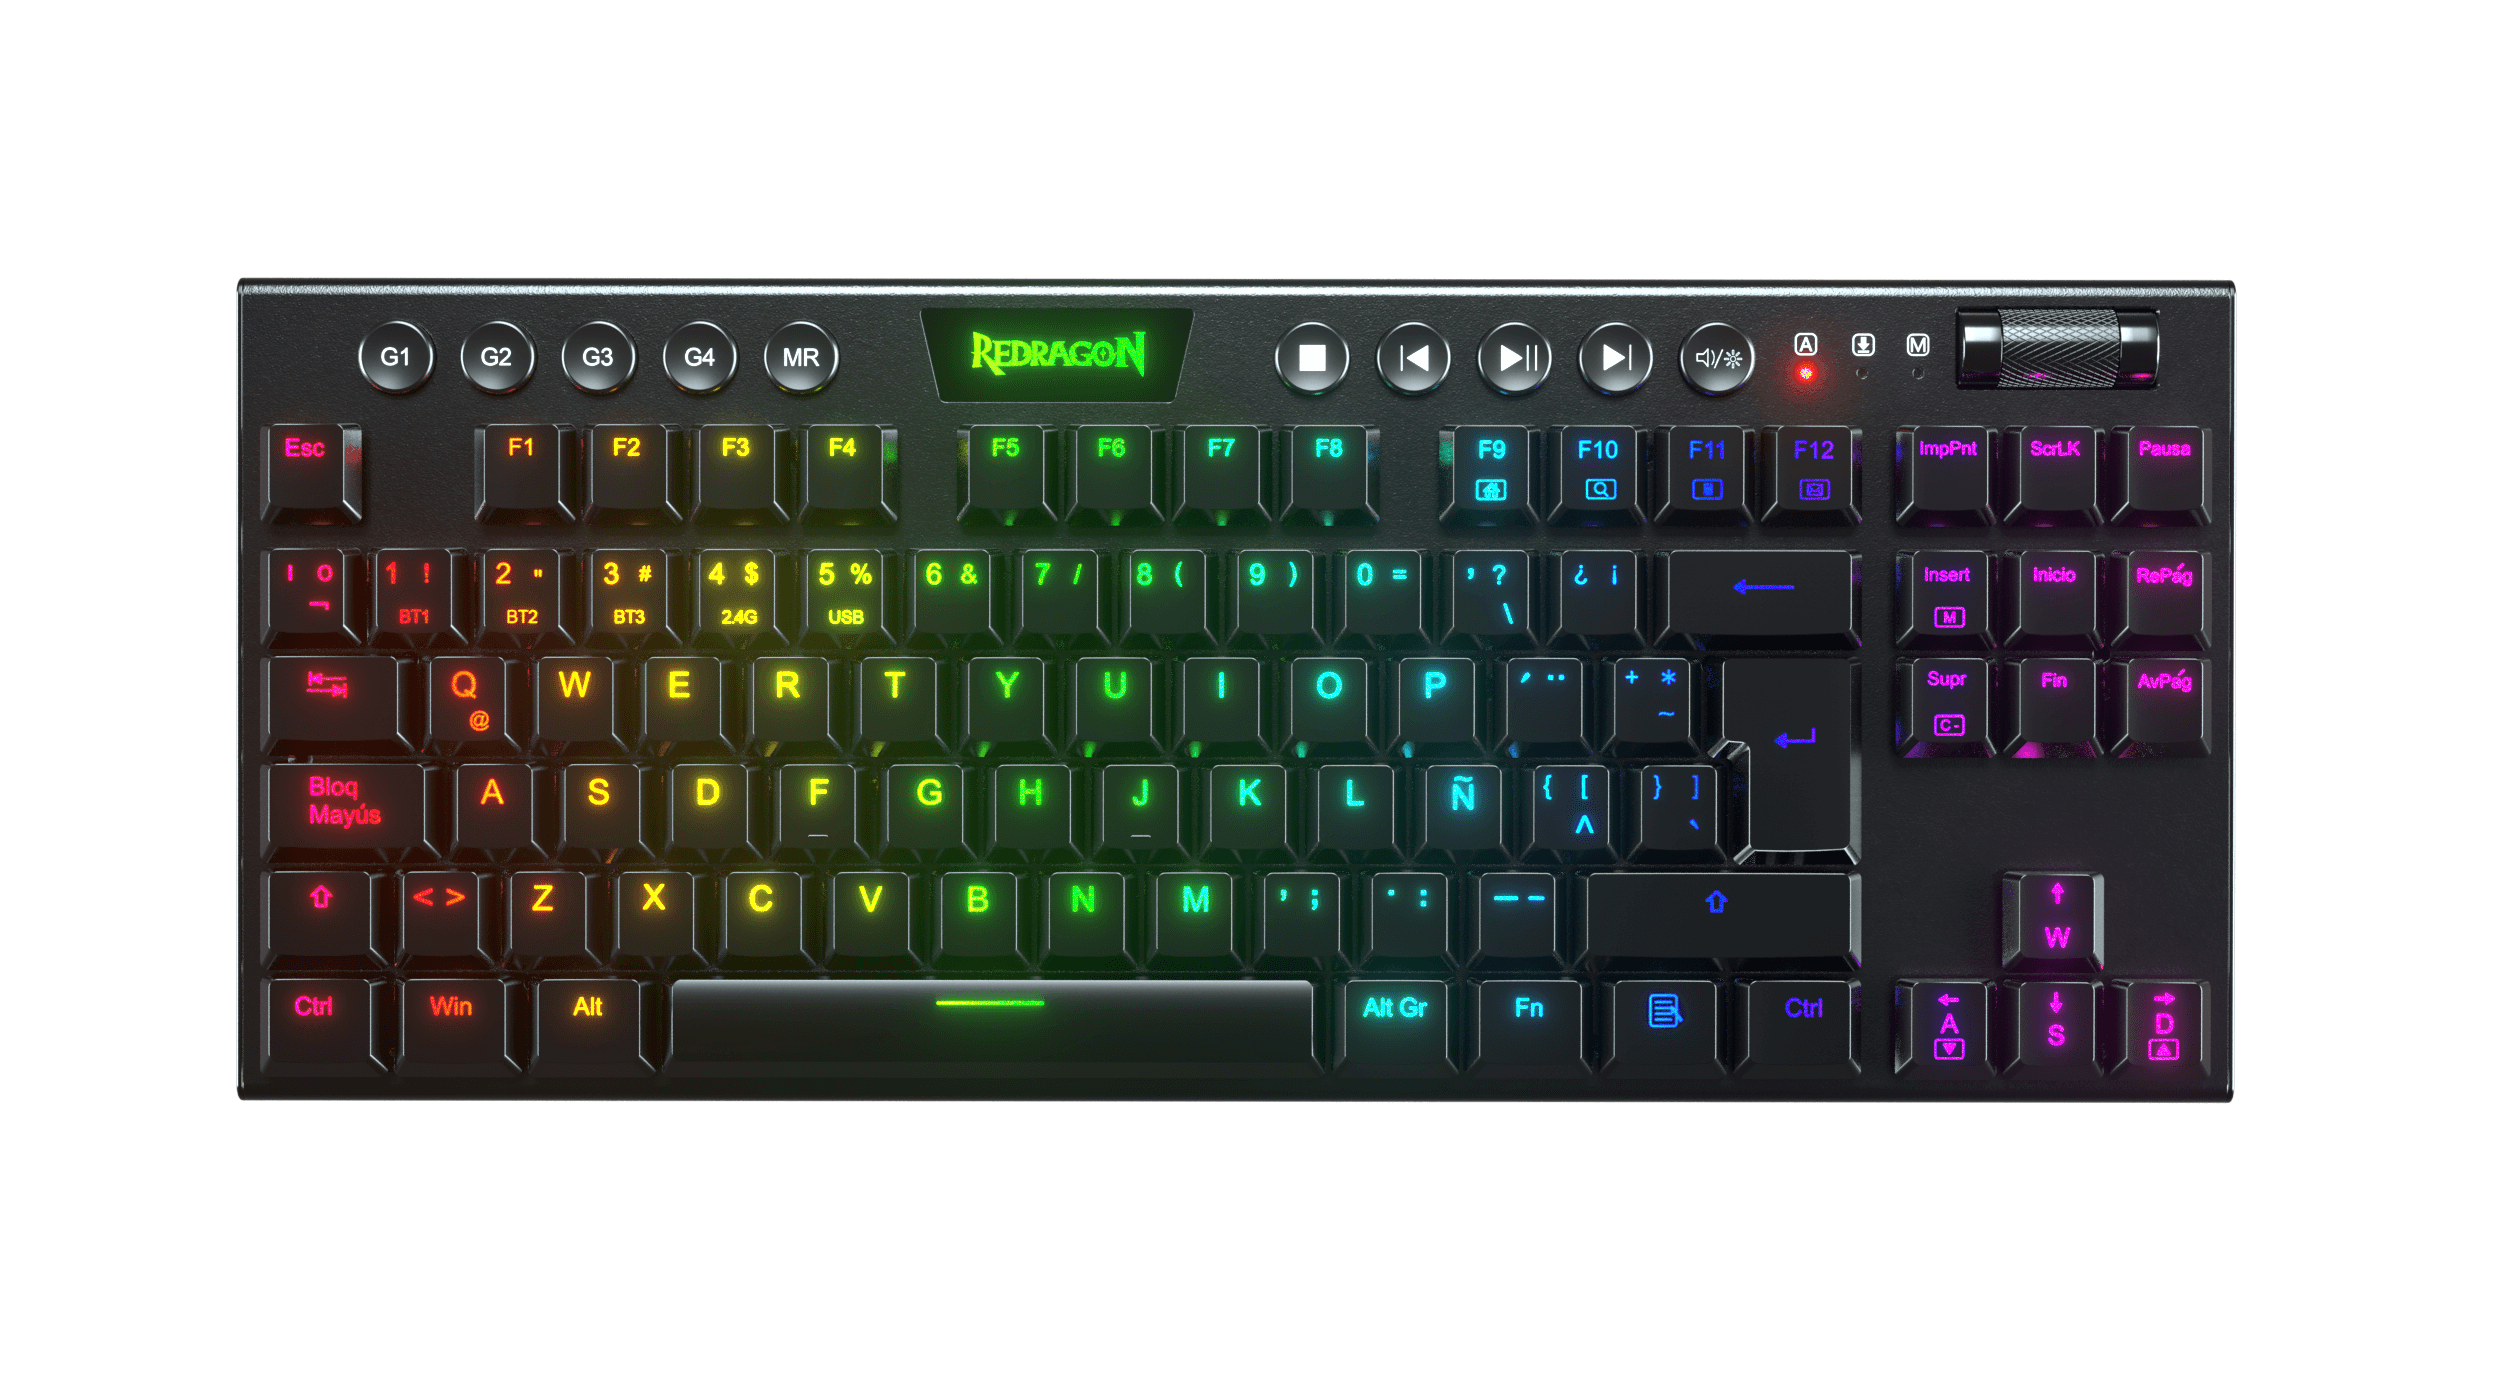 G1 G2 G3 G4 MR REDRAGON A M
Esc F1 F2 F3 F4 F5 F6 F7 F8 F9 F10 F11 F12 ImpPnt ScrLK Pausa
| O 1 ! 2 " 3 # 4 $ 5 % 6 & 7 / 8 ( 9 ) 0 = ' ? ¿ ¡ ← Insert Inicio RePág
¬ BT1 BT2 BT3 2.4G USB \ M
Q W E R T Y U I O P ´ ¨ + * Supr Fin AvPág
@ ~ C -
Bloq A S D F G H J K L Ñ { [ } ]
Mayús _ _ ^ `
⇧ < > Z X C V B N M , ; . : — – ⇧ ↑
W
Ctrl Win Alt Alt Gr Fn Ctrl ← ↓ →
A S D